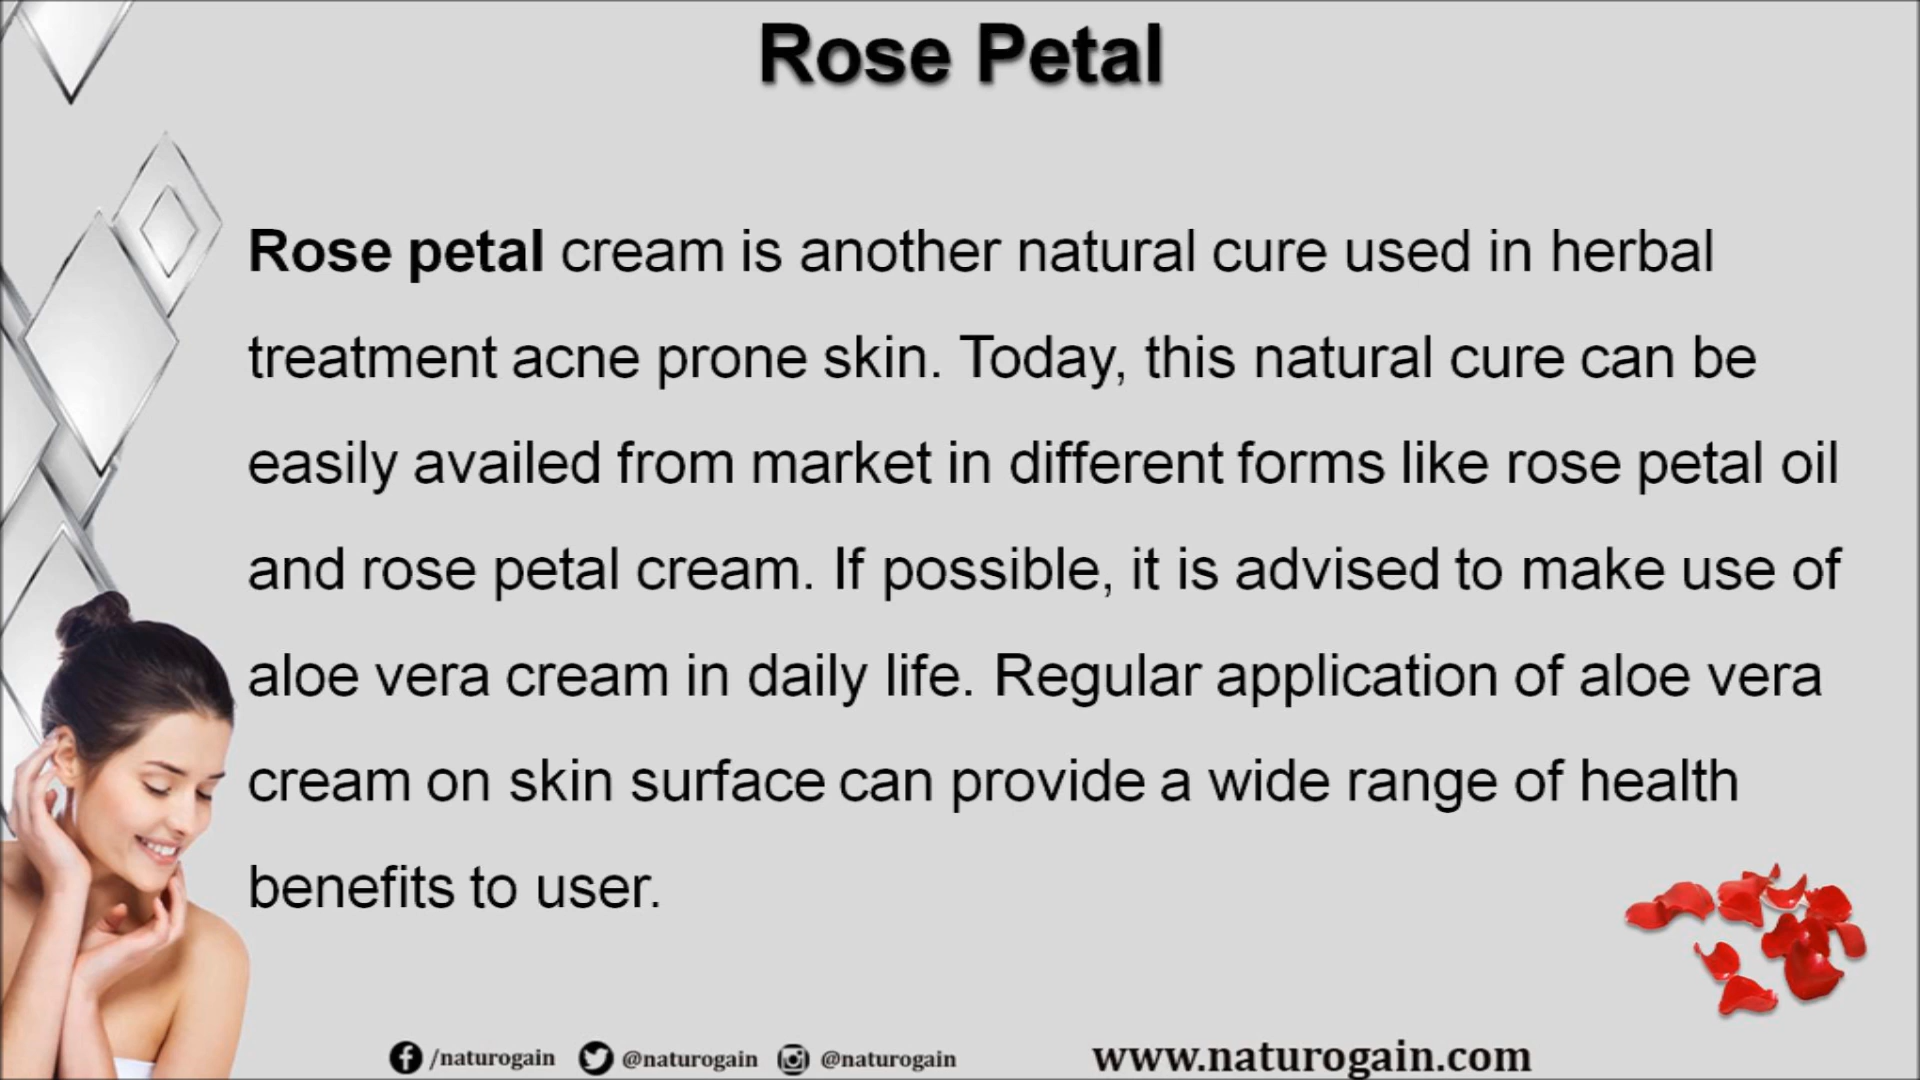 Rose Petal
Rose petal cream is another natural cure used in herbal
treatment acne prone skin. Today, this natural cure can be
easily availed from market in different forms like rose petal oil
and rose petal cream. If possible, it is advised to make use of
aloe vera cream in daily life. Regular application of aloe vera
cream on skin surface can provide a wide range of health
benefits to user.
/naturogain @naturogain @naturogain www.naturogain.com